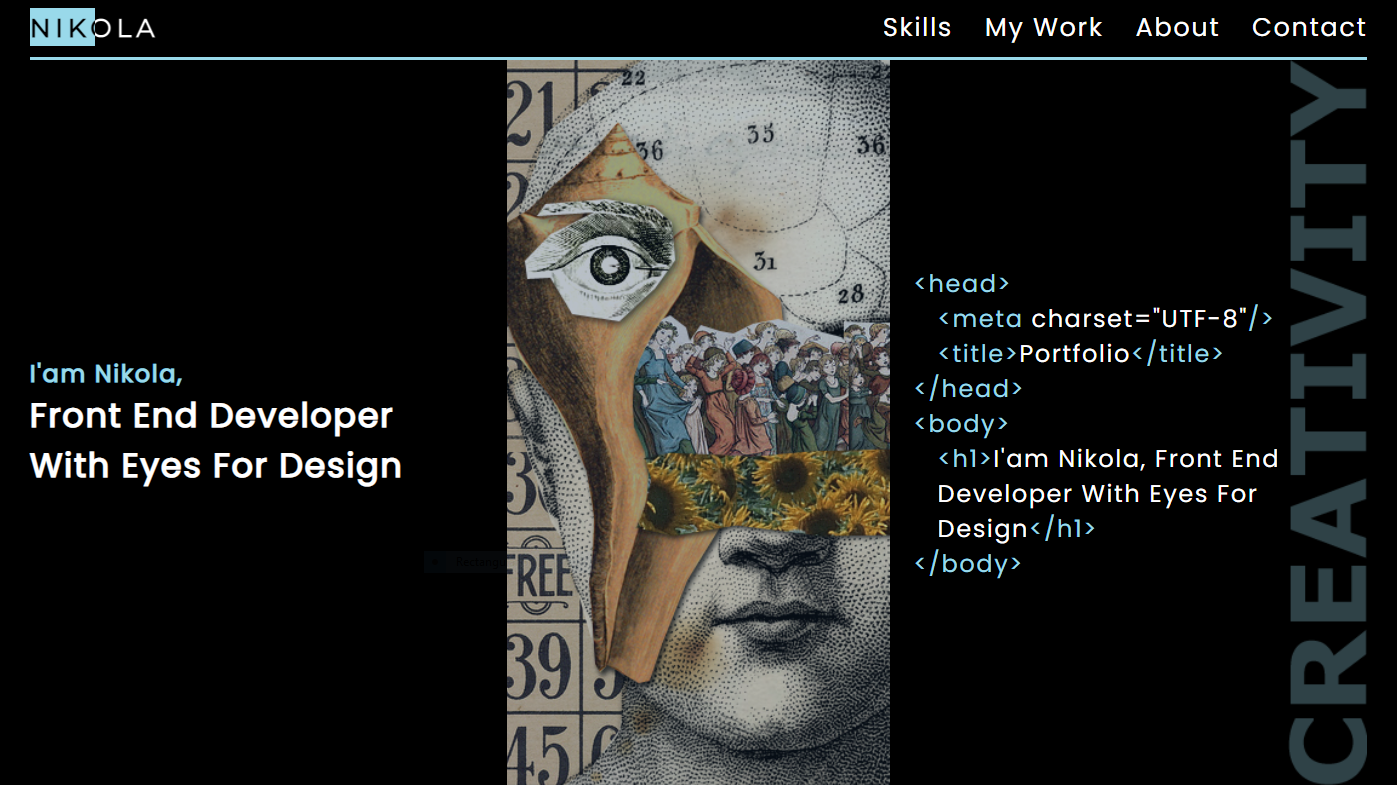 NIKOLA
Skills My Work About Contact
I'am Nikola,
Front End Developer
With Eyes For Design
21
22
36
35
36
31
28
FREE
39
45
<head>
<meta charset="UTF-8"/>
<title>Portfolio</title>
</head>
<body>
<h1>I'am Nikola, Front End
Developer With Eyes For
Design</h1>
</body>
CREATIVITY